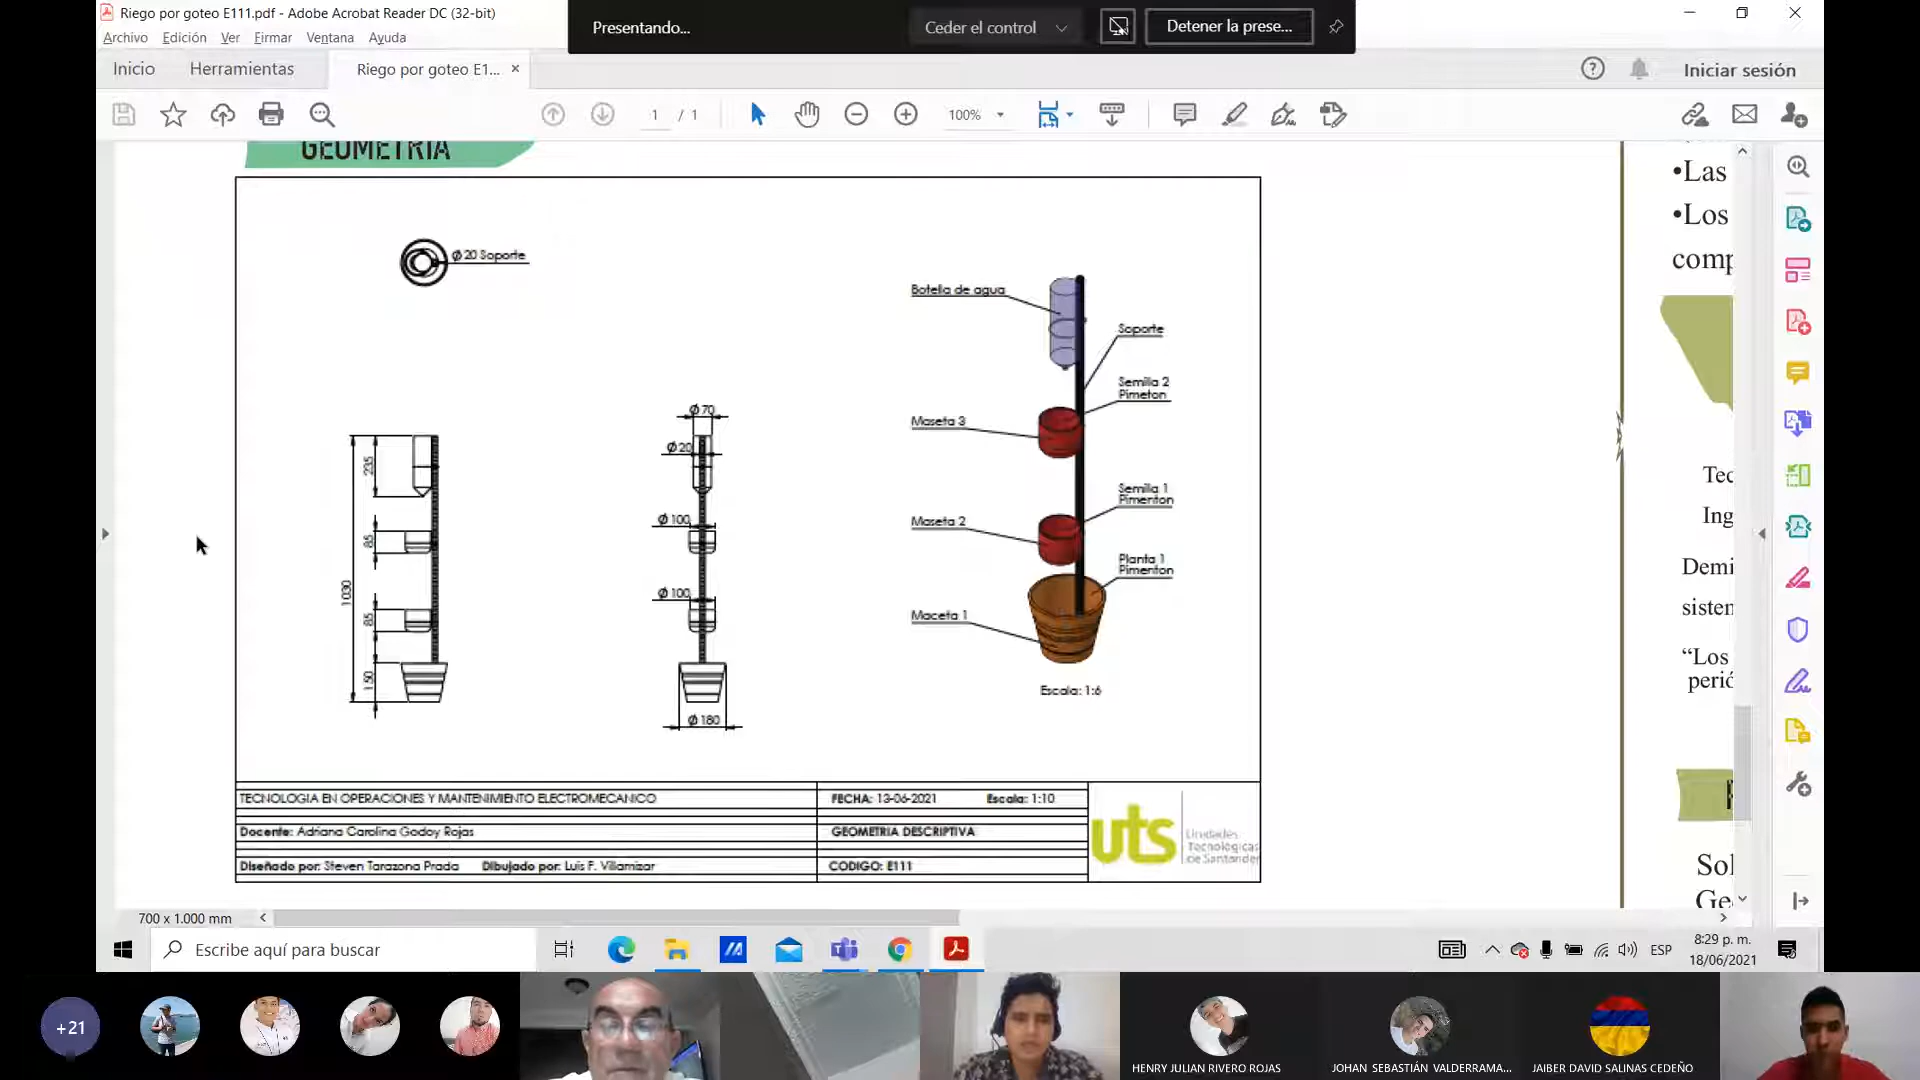 Riego por goteo E111.pdf - Adobe Acrobat Reader DC (32-bit)
Presentando...
Ceder el control
Detener la prese...
Archivo Edición Ver Firmar Ventana Ayuda
Inicio Herramientas Riego por goteo E1... ×
Iniciar sesión
1 / 1
100%
GEOMETRIA
•Las
•Los
comp
Ø 20 Soporte
Botella de agua
Soporte
Semilla 2
Pimeton
Maseta 3
Semilla 1
Pimenton
Maseta 2
Planta 1
Pimenton
Maceta 1
Escala: 1:6
Ø 70
Ø 20
Ø 100
Ø 100
Ø 180
235
85
1030
85
150
Tec
Ing
Demi
sisten
“Los
perió
Sol
Ge
TECNOLOGIA EN OPERACIONES Y MANTENIMIENTO ELECTROMECANICO
FECHA: 13-06-2021 Escala: 1:10
Docente: Adriana Carolina Godoy Rojas
GEOMETRIA DESCRIPTIVA
Diseñado por: Steven Tarazona Prada Dibujado por: Luis F. Villamizar
CODIGO: E111
uts
Unidades
Tecnológicas
de Santander
700 x 1.000 mm
Escribe aquí para buscar
ESP
8:29 p. m.
18/06/2021
+21
HENRY JULIAN RIVERO ROJAS
JOHAN SEBASTIÁN VALDERRAMA...
JAIBER DAVID SALINAS CEDEÑO